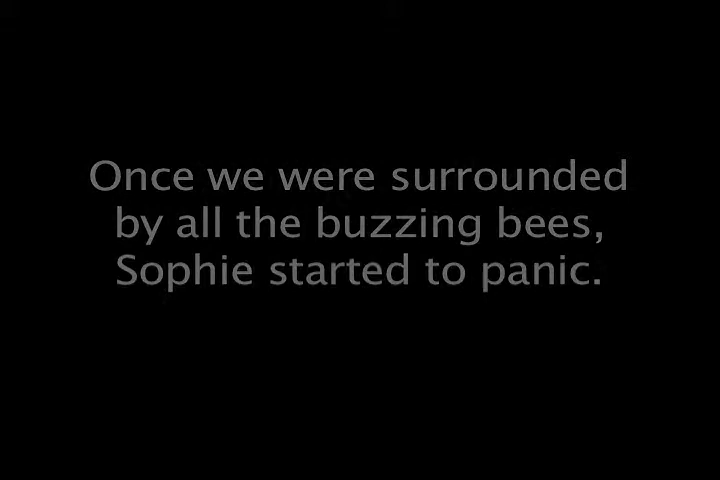 Once we were surrounded
by all the buzzing bees,
Sophie started to panic.